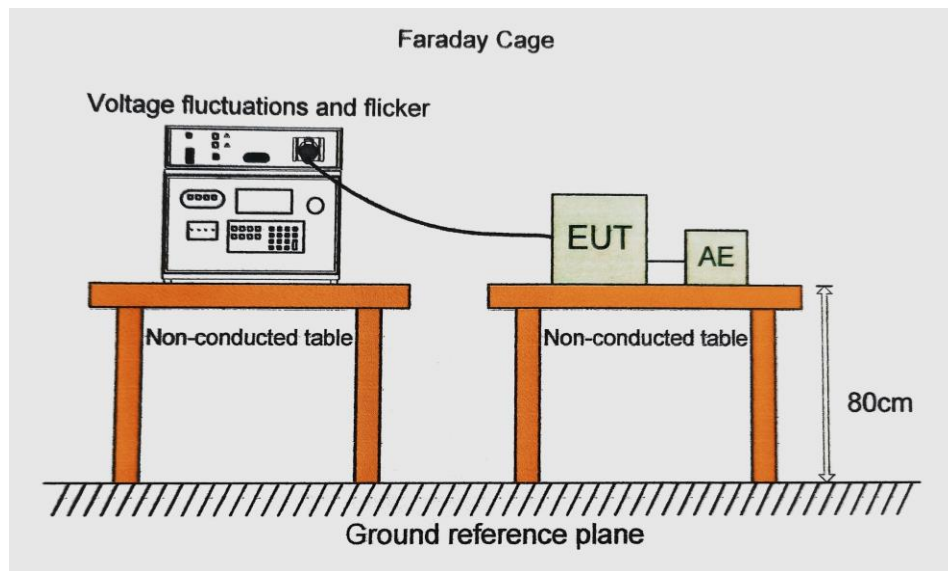 Faraday Cage
Voltage fluctuations and flicker
EUT
AE
Non-conducted table
Non-conducted table
80cm
Ground reference plane